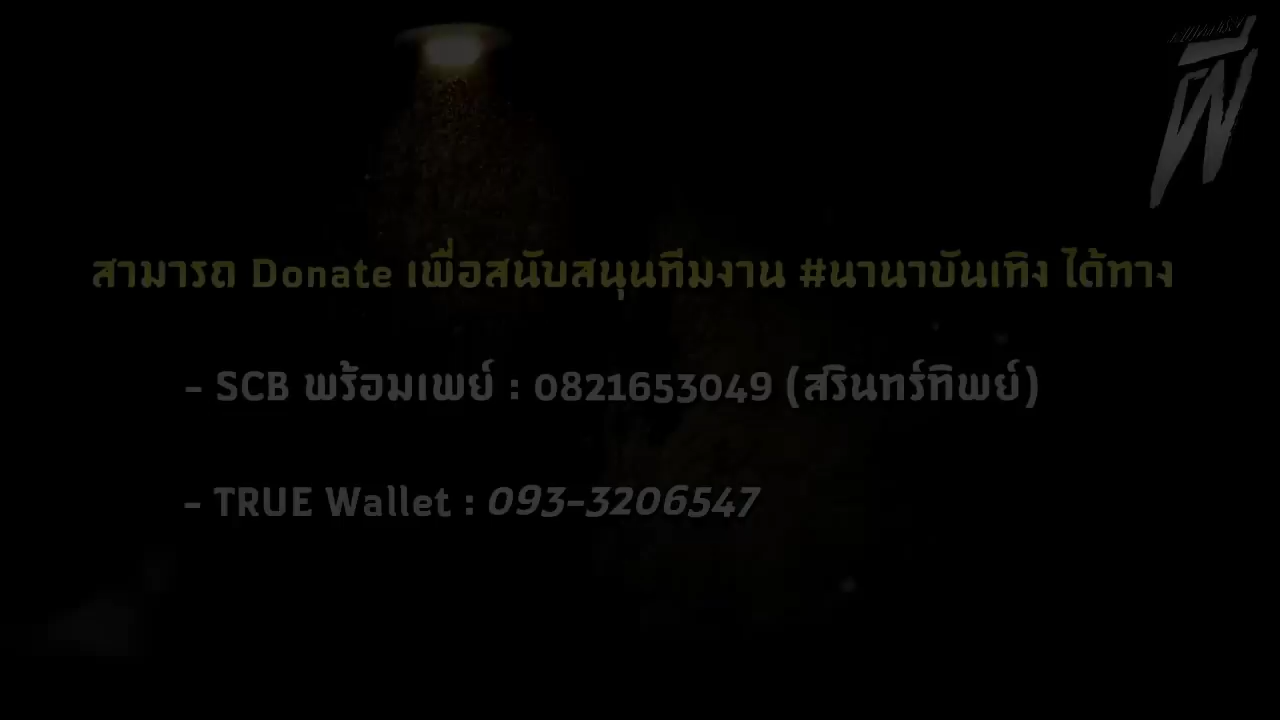 ผี
สามารถ Donate เพื่อสนับสนุนทีมงาน #นานาบันเทิง ได้ทาง
- SCB พร้อมเพย์ : 0821653049 (สรินทร์ทิพย์)
- TRUE Wallet : 093-3206547